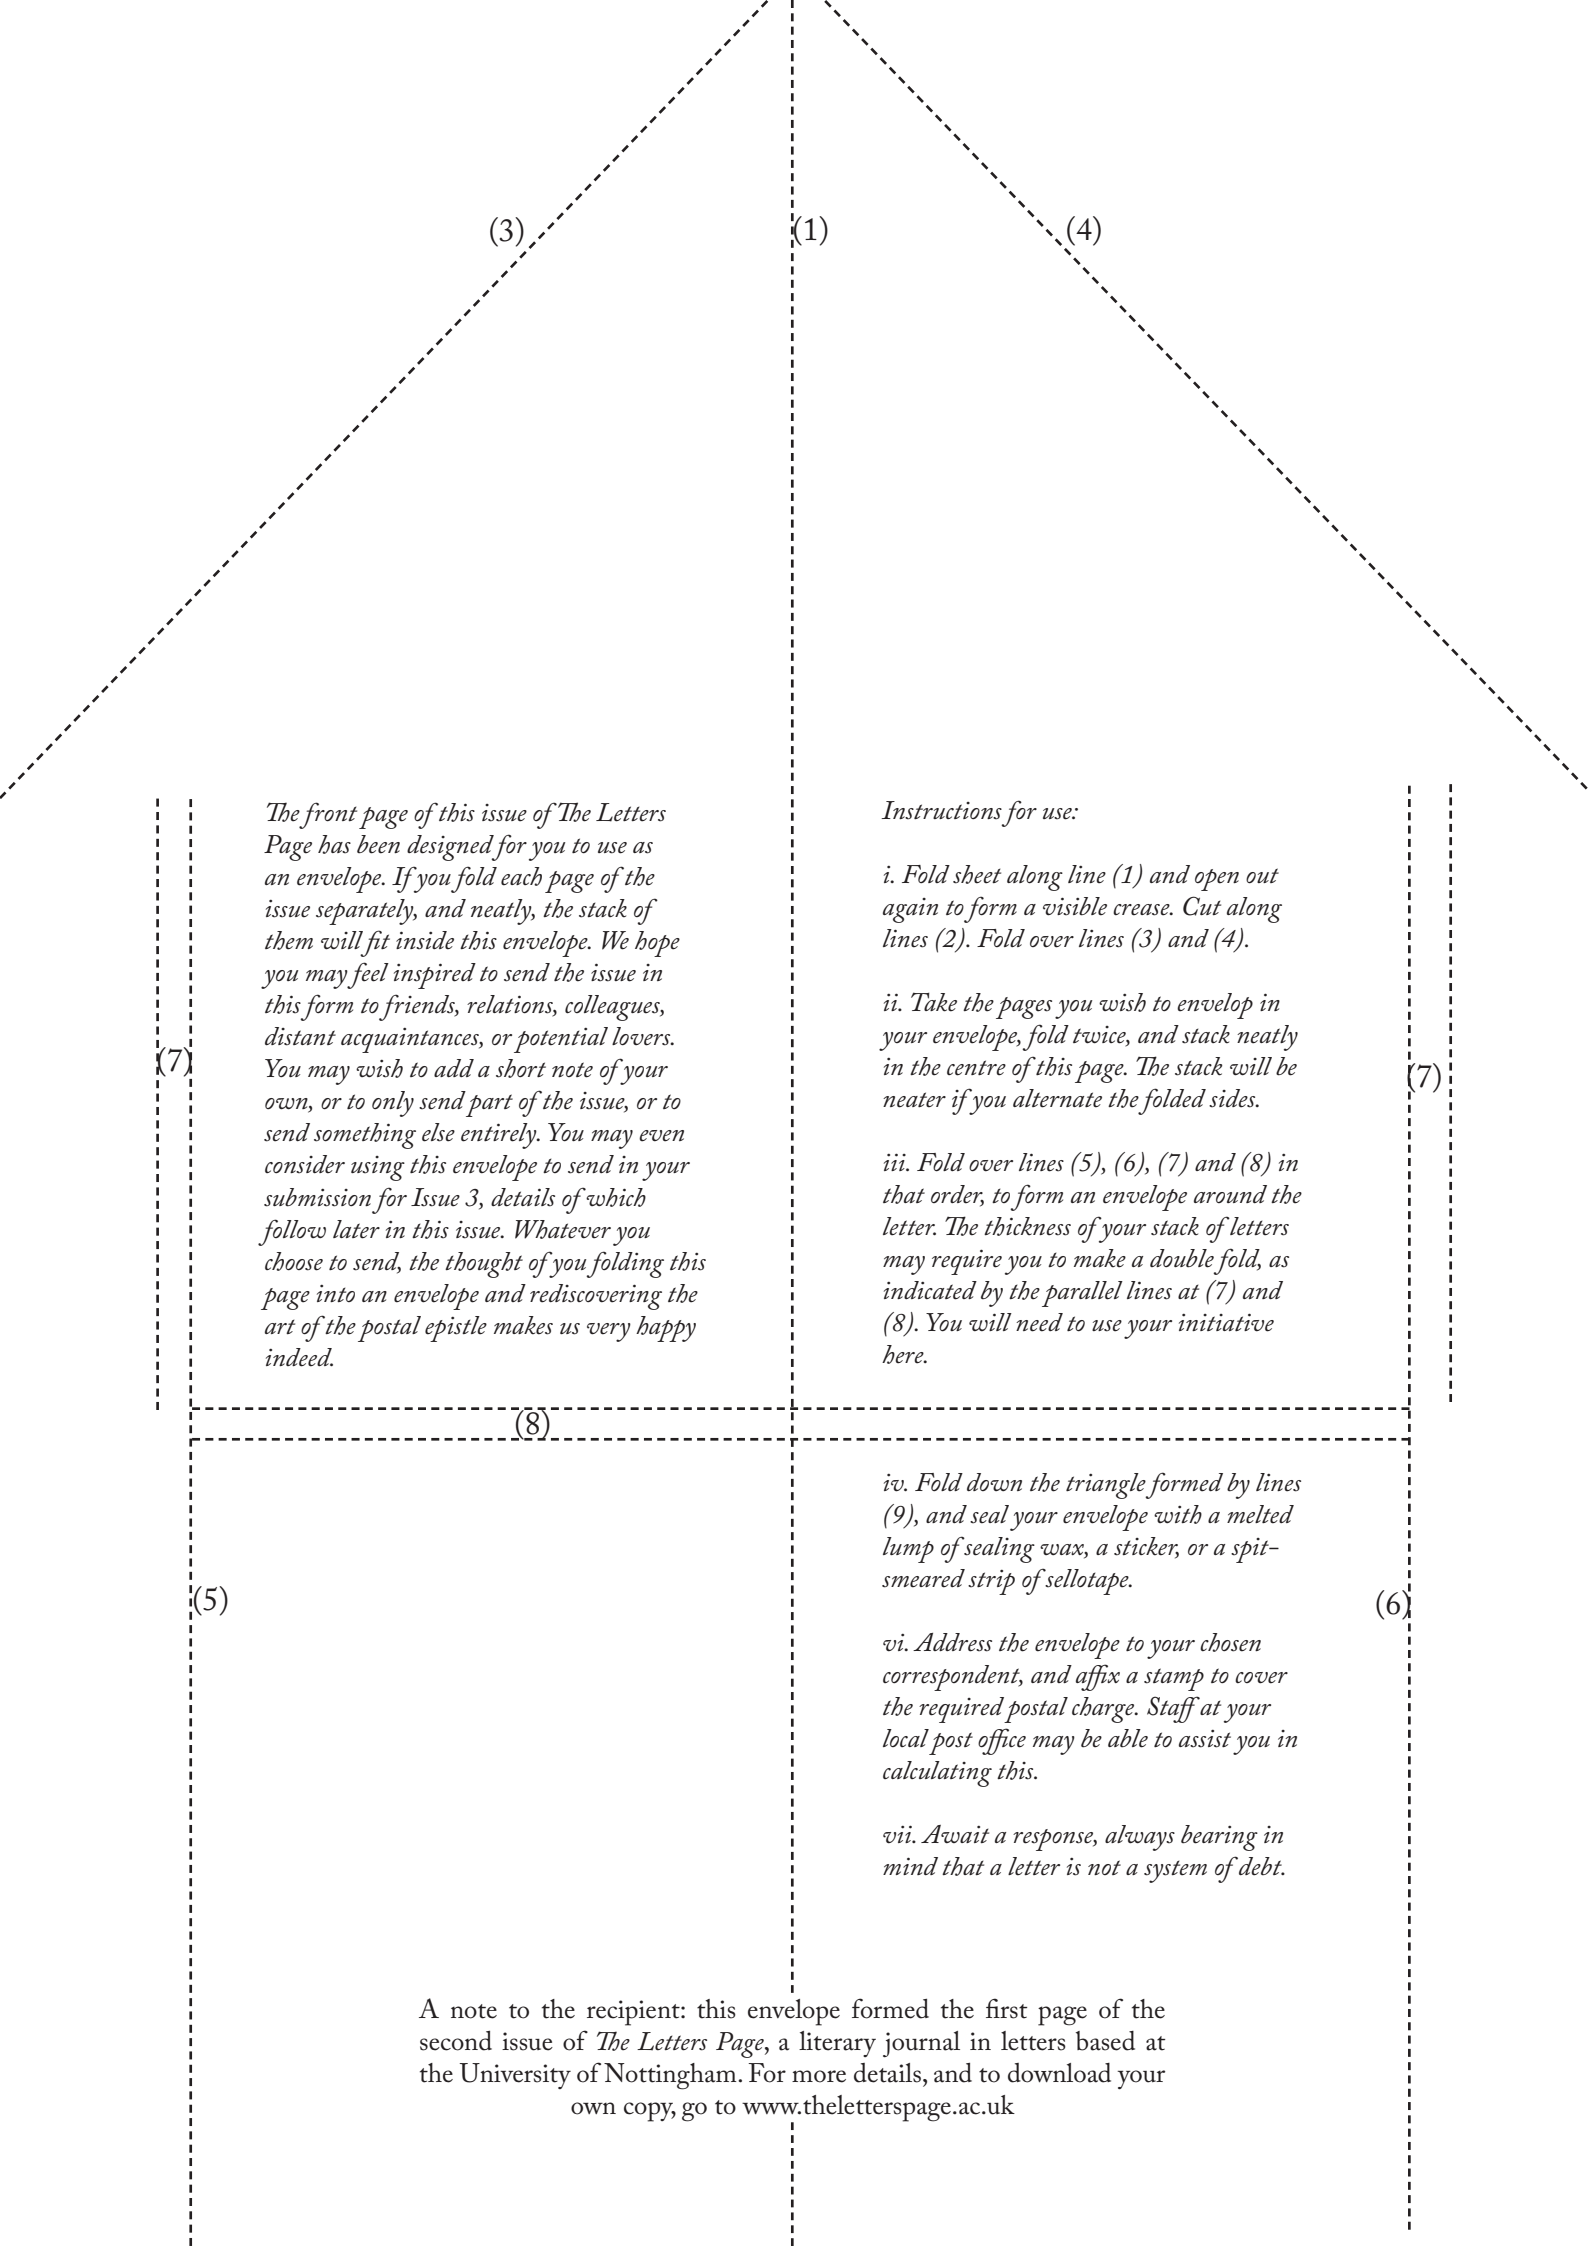 (3)
(1)
(4)
The front page of this issue of The Letters
Page has been designed for you to use as
an envelope. If you fold each page of the
issue separately, and neatly, the stack of
them will fit inside this envelope. We hope
you may feel inspired to send the issue in
this form to friends, relations, colleagues,
distant acquaintances, or potential lovers.
You may wish to add a short note of your
own, or to only send part of the issue, or to
send something else entirely. You may even
consider using this envelope to send in your
submission for Issue 3, details of which
follow later in this issue. Whatever you
choose to send, the thought of you folding this
page into an envelope and rediscovering the
art of the postal epistle makes us very happy
indeed.
(7)
Instructions for use:
i. Fold sheet along line (1) and open out
again to form a visible crease. Cut along
lines (2). Fold over lines (3) and (4).
ii. Take the pages you wish to envelop in
your envelope, fold twice, and stack neatly
in the centre of this page. The stack will be
neater if you alternate the folded sides.
iii. Fold over lines (5), (6), (7) and (8) in
that order, to form an envelope around the
letter. The thickness of your stack of letters
may require you to make a double fold, as
indicated by the parallel lines at (7) and
(8). You will need to use your initiative
here.
(7)
(8)
iv. Fold down the triangle formed by lines
(9), and seal your envelope with a melted
lump of sealing wax, a sticker, or a spit-
smeared strip of sellotape.
(5)
(6)
vi. Address the envelope to your chosen
correspondent, and affix a stamp to cover
the required postal charge. Staff at your
local post office may be able to assist you in
calculating this.
vii. Await a response, always bearing in
mind that a letter is not a system of debt.
A note to the recipient: this envelope formed the first page of the
second issue of The Letters Page, a literary journal in letters based at
the University of Nottingham. For more details, and to download your
own copy, go to www.theletterspage.ac.uk